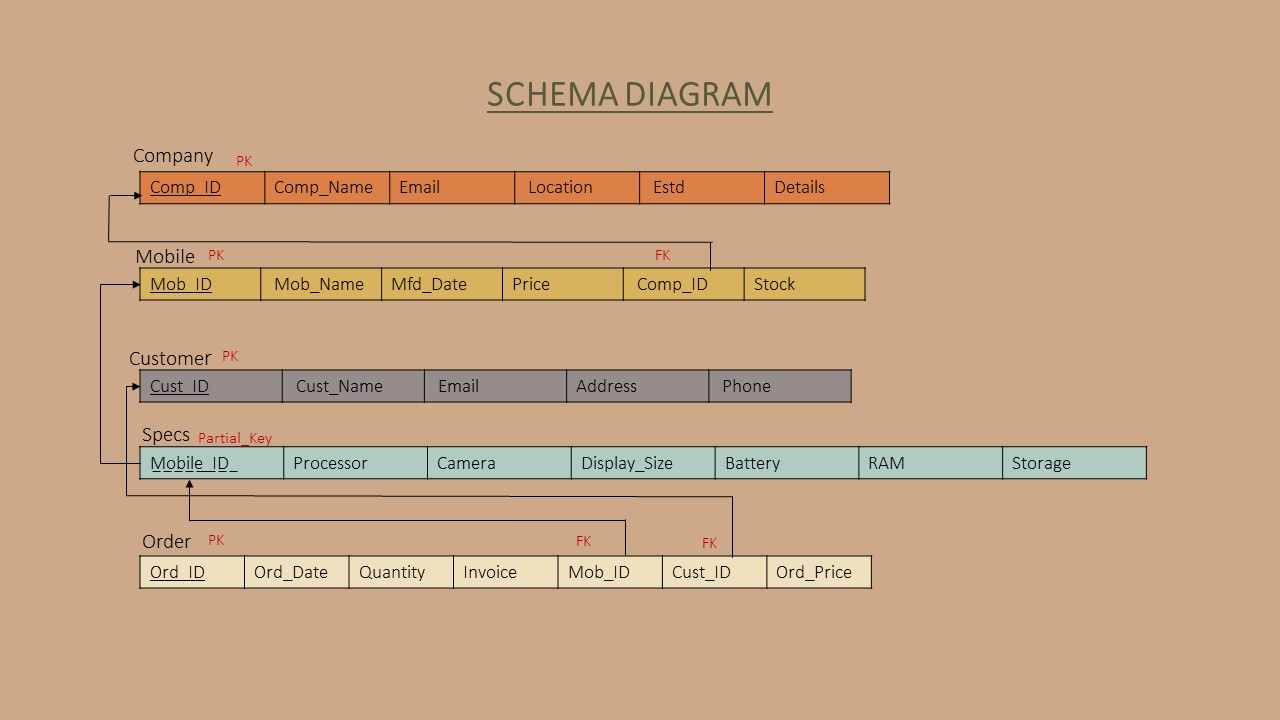 SCHEMA DIAGRAM
Company PK
Comp_ID Comp_Name Email Location Estd Details
Mobile PK FK
Mob_ID Mob_Name Mfd_Date Price Comp_ID Stock
Customer PK
Cust_ID Cust_Name Email Address Phone
Specs Partial_Key
Mobile_ID_ Processor Camera Display_Size Battery RAM Storage
Order PK FK FK
Ord_ID Ord_Date Quantity Invoice Mob_ID Cust_ID Ord_Price